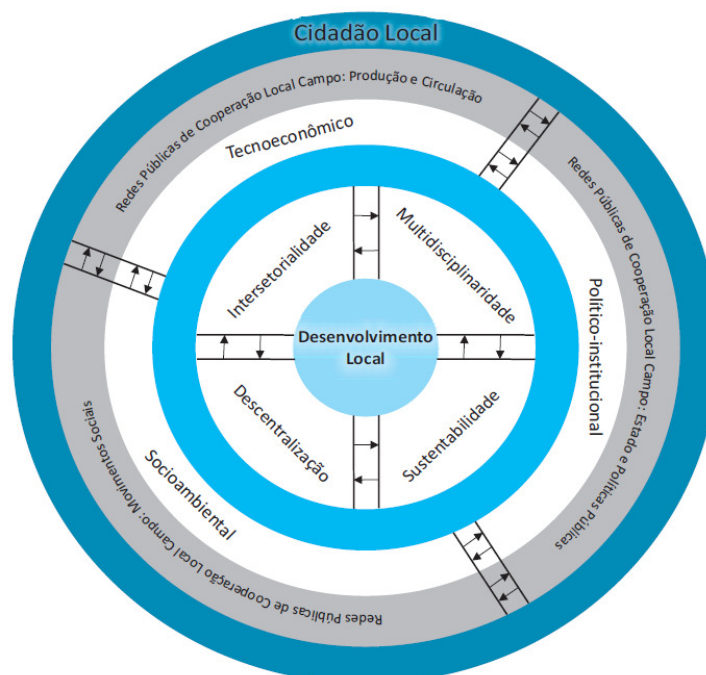 Cidadão Local
Redes Públicas de Cooperação Local Campo: Produção e Circulação
Tecnoeconômico
Redes Públicas de Cooperação Local Campo: Estado e Políticas Públicas
Político-institucional
Intersetorialidade
Multidisciplinaridade
Desenvolvimento
Local
Descentralização
Sustentabilidade
Socioambiental
Redes Públicas de Cooperação Local Campo: Movimentos Sociais